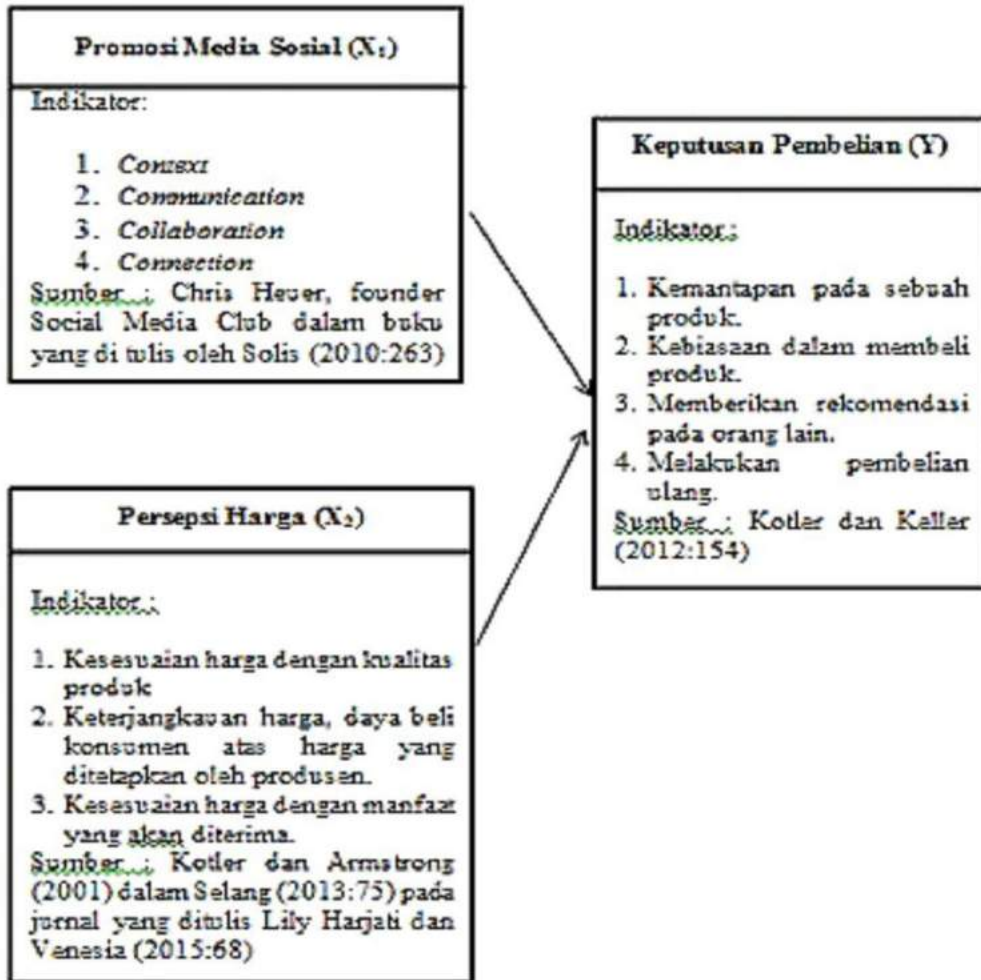 Promosi Media Sosial (X₁)
Indikator:
1. Context
2. Communication
3. Collaboration
4. Connection
Sumber : Chris Heuer, founder
Social Media Club dalam buku
yang di tulis oleh Solis (2010:263)
Keputusan Pembelian (Y)
Indikator :
1. Kemantapan pada sebuah
produk.
2. Kebiasaan dalam membeli
produk.
3. Memberikan rekomendasi
pada orang lain.
4. Melakukan pembelian
ulang.
Sumber : Kotler dan Keller
(2012:154)
Persepsi Harga (X₂)
Indikator :
1. Kesesuaian harga dengan kualitas
produk
2. Keterjangkauan harga, daya beli
konsumen atas harga yang
ditetapkan oleh produsen.
3. Kesesuaian harga dengan manfaat
yang akan diterima.
Sumber : Kotler dan Armstrong
(2001) dalam Selang (2013:75) pada
jurnal yang ditulis Lily Harjati dan
Venesia (2015:68)